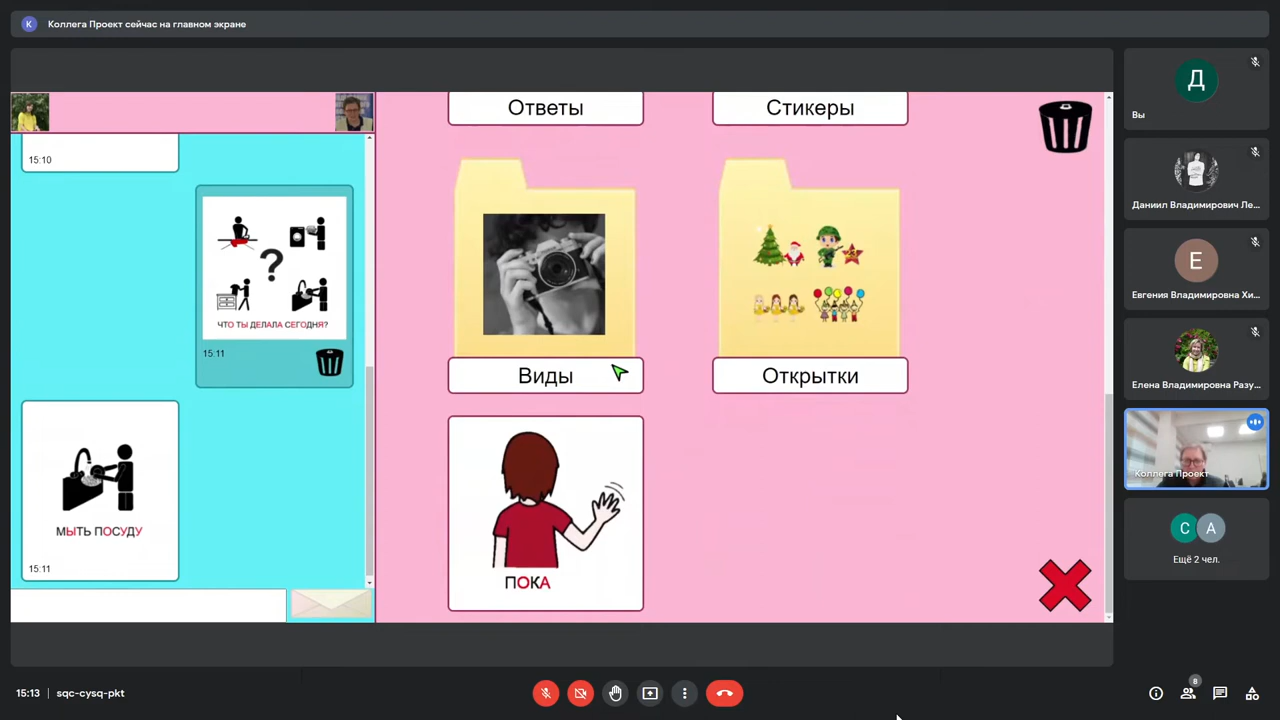 К
Коллега Проект сейчас на главном экране
15:10
ЧТО ТЫ ДЕЛАЛА СЕГОДНЯ?
15:11
МЫТЬ ПОСУДУ
15:11
Ответы
Стикеры
Виды
Открытки
ПОКА
Д
Вы
Даниил Владимирович Ле...
Е
Евгения Владимировна Хи...
Елена Владимировна Разу...
Коллега Проект
С
А
Ещё 2 чел.
15:13
sqc-cysq-pkt
8